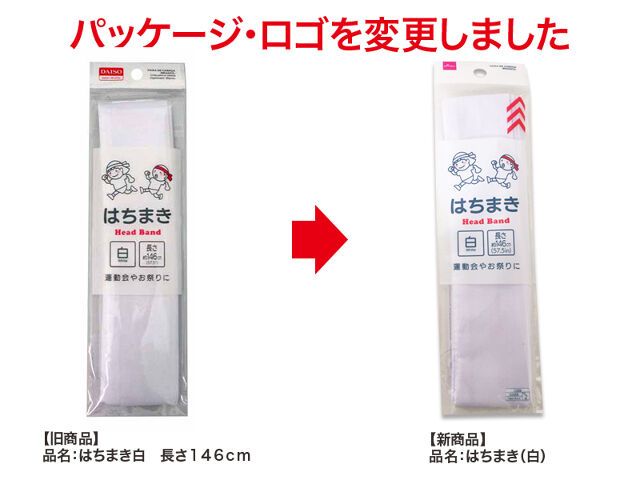 パッケージ・ロゴを変更しました
DAISO
はちまき
Head Band
白
White
長さ
約146cm
(57.5in)
運動会やお祭りに
はちまき
Head Band
白
White
長さ
約146cm
(57.5in)
運動会やお祭りに
【旧商品】
品名：はちまき白　長さ１４６ｃｍ
【新商品】
品名：はちまき（白）